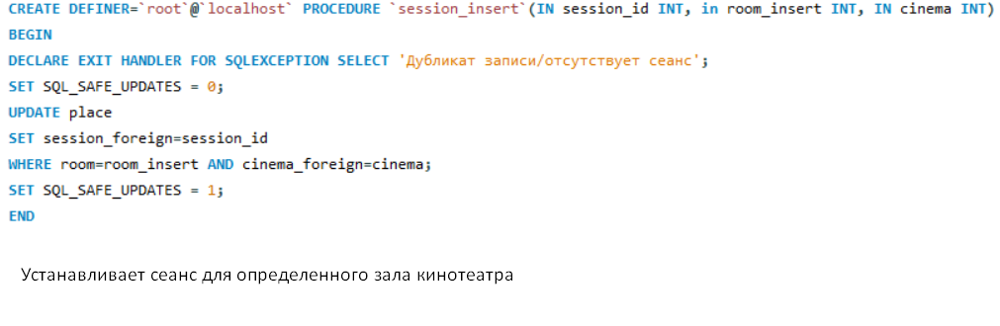 CREATE DEFINER=`root`@`localhost` PROCEDURE `session_insert`(IN session_id INT, in room_insert INT, IN cinema INT)
BEGIN
DECLARE EXIT HANDLER FOR SQLEXCEPTION SELECT 'Дубликат записи/отсутствует сеанс';
SET SQL_SAFE_UPDATES = 0;
UPDATE place
SET session_foreign=session_id
WHERE room=room_insert AND cinema_foreign=cinema;
SET SQL_SAFE_UPDATES = 1;
END
Устанавливает сеанс для определенного зала кинотеатра